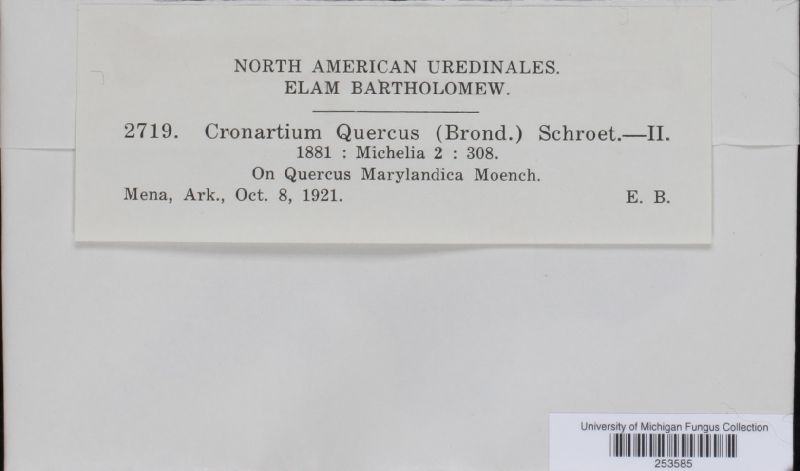 NORTH AMERICAN UREDINALES.
ELAM BARTHOLOMEW.
2719. Cronartium Quercus (Brond.) Schroet.—II.
1881 : Michelia 2 : 308.
On Quercus Marylandica Moench.
Mena, Ark., Oct. 8, 1921. E. B.
University of Michigan Fungus Collection
253585